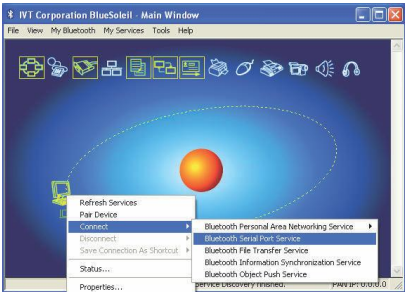 IVT Corporation BlueSoleil - Main Window
File View My Bluetooth My Services Tools Help
Refresh Services
Pair Device
Connect
Disconnect
Save Connection As Shortcut
Status...
Properties...
Bluetooth Personal Area Networking Service
Bluetooth Serial Port Service
Bluetooth File Transfer Service
Bluetooth Information Synchronization Service
Bluetooth Object Push Service
Service Discovery finished.
PAN IP: 0.0.0.0